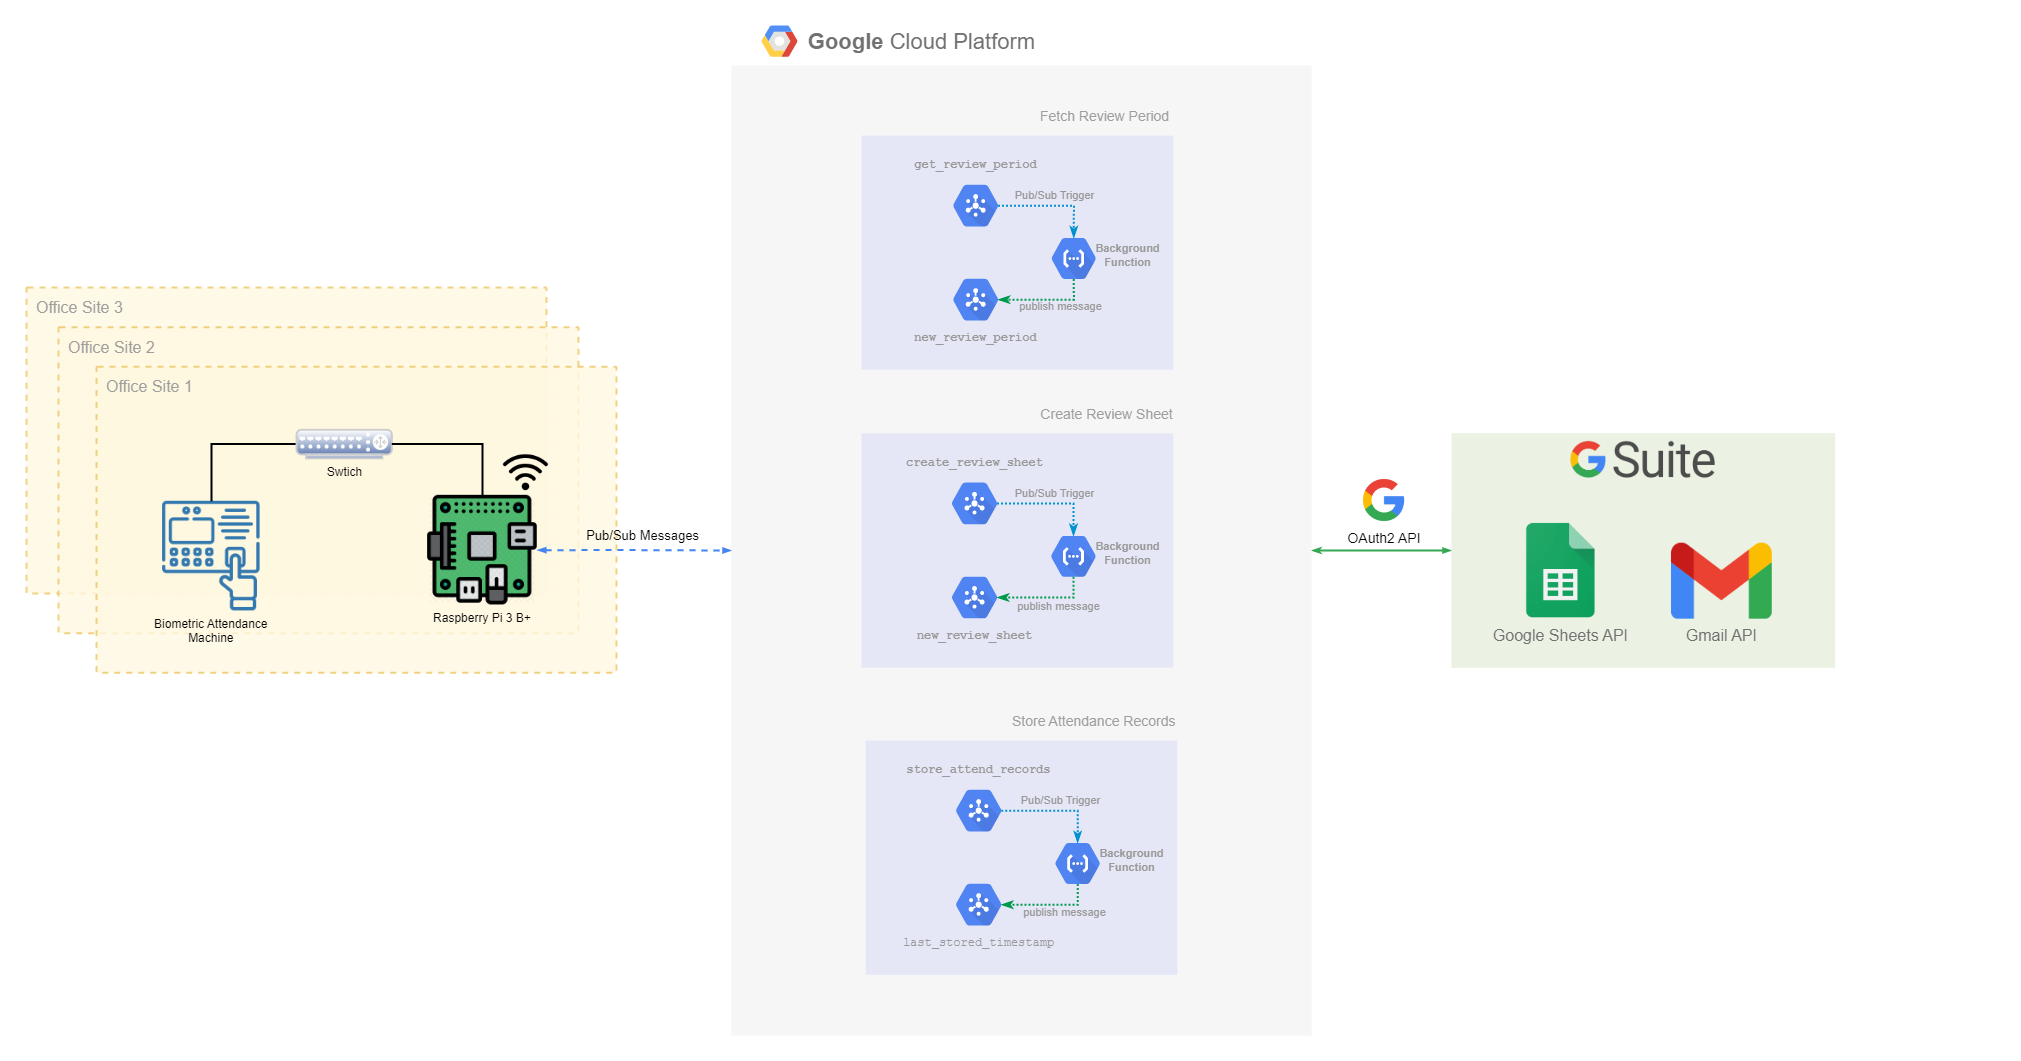 Google Cloud Platform
Fetch Review Period
get_review_period
Pub/Sub Trigger
Background
Function
publish message
new_review_period
Office Site 3
Office Site 2
Office Site 1
Swtich
Biometric Attendance
Machine
Raspberry Pi 3 B+
Pub/Sub Messages
Create Review Sheet
create_review_sheet
Pub/Sub Trigger
Background
Function
publish message
new_review_sheet
Store Attendance Records
store_attend_records
Pub/Sub Trigger
Background
Function
publish message
last_stored_timestamp
OAuth2 API
G Suite
Google Sheets API
Gmail API